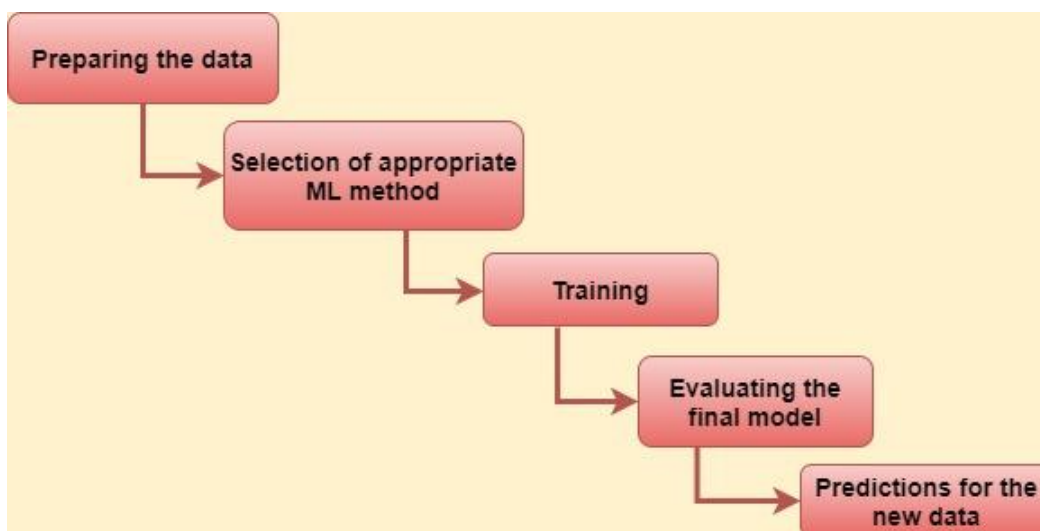 Preparing the data
Selection of appropriate
ML method
Training
Evaluating the
final model
Predictions for the
new data